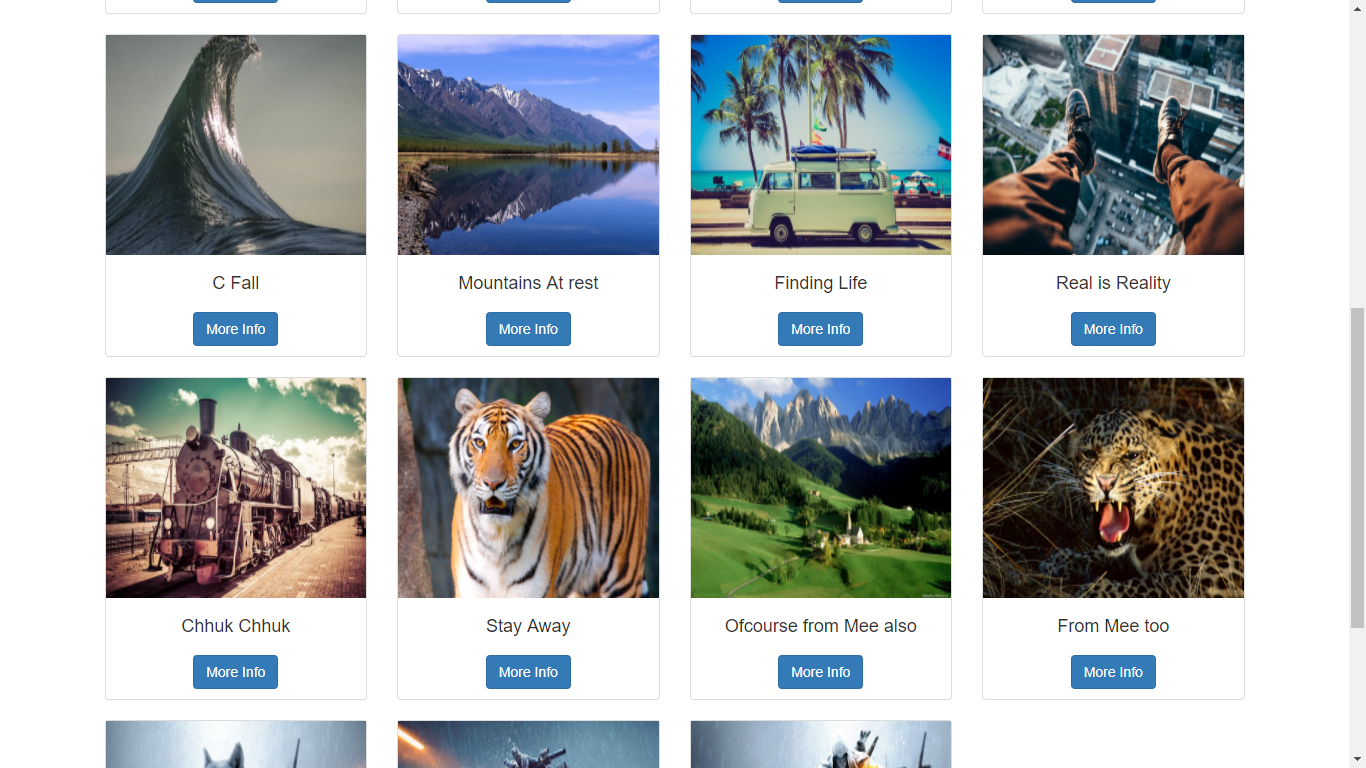 C Fall
Mountains At rest
Finding Life
Real is Reality
More Info
More Info
More Info
More Info
Chhuk Chhuk
Stay Away
Ofcourse from Mee also
From Mee too
More Info
More Info
More Info
More Info